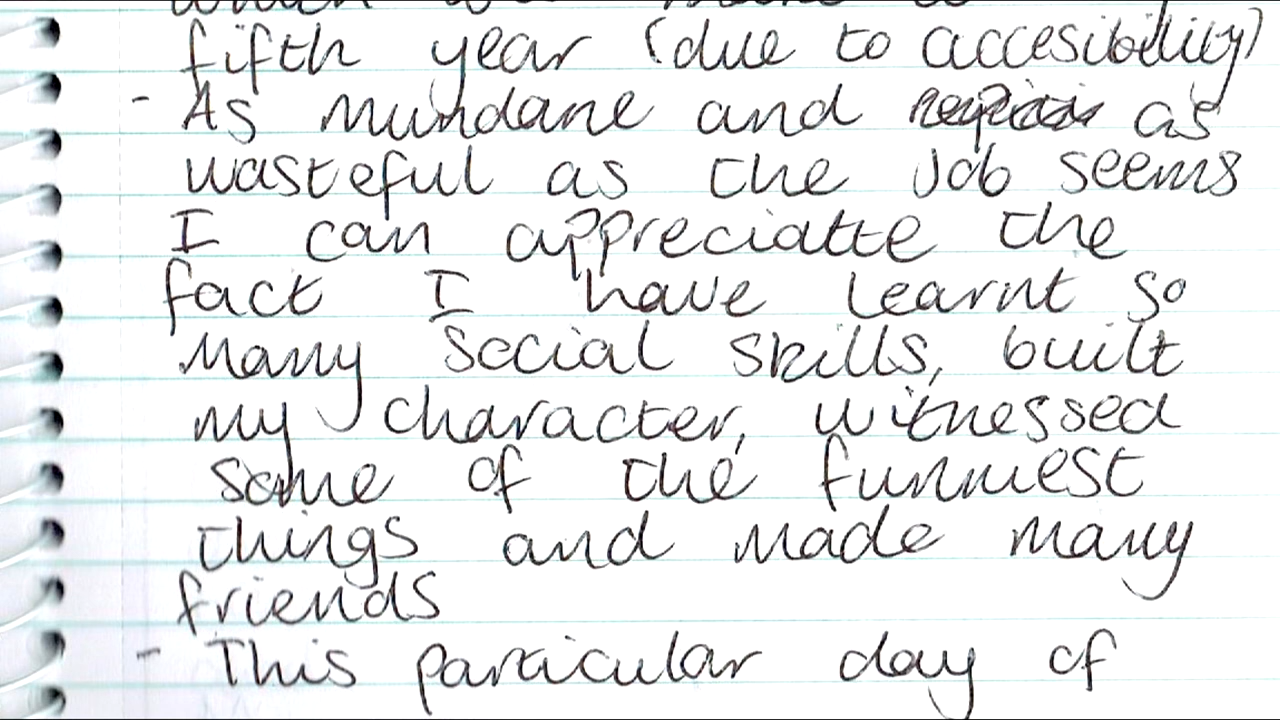 fifth year (due to accesibility)
- As mundane and as
wasteful as the job seems
I can appreciatte the
fact I have learnt so
many social skills, built
my character, witnessed
some of the funniest
things and made many
friends
- This particular day of